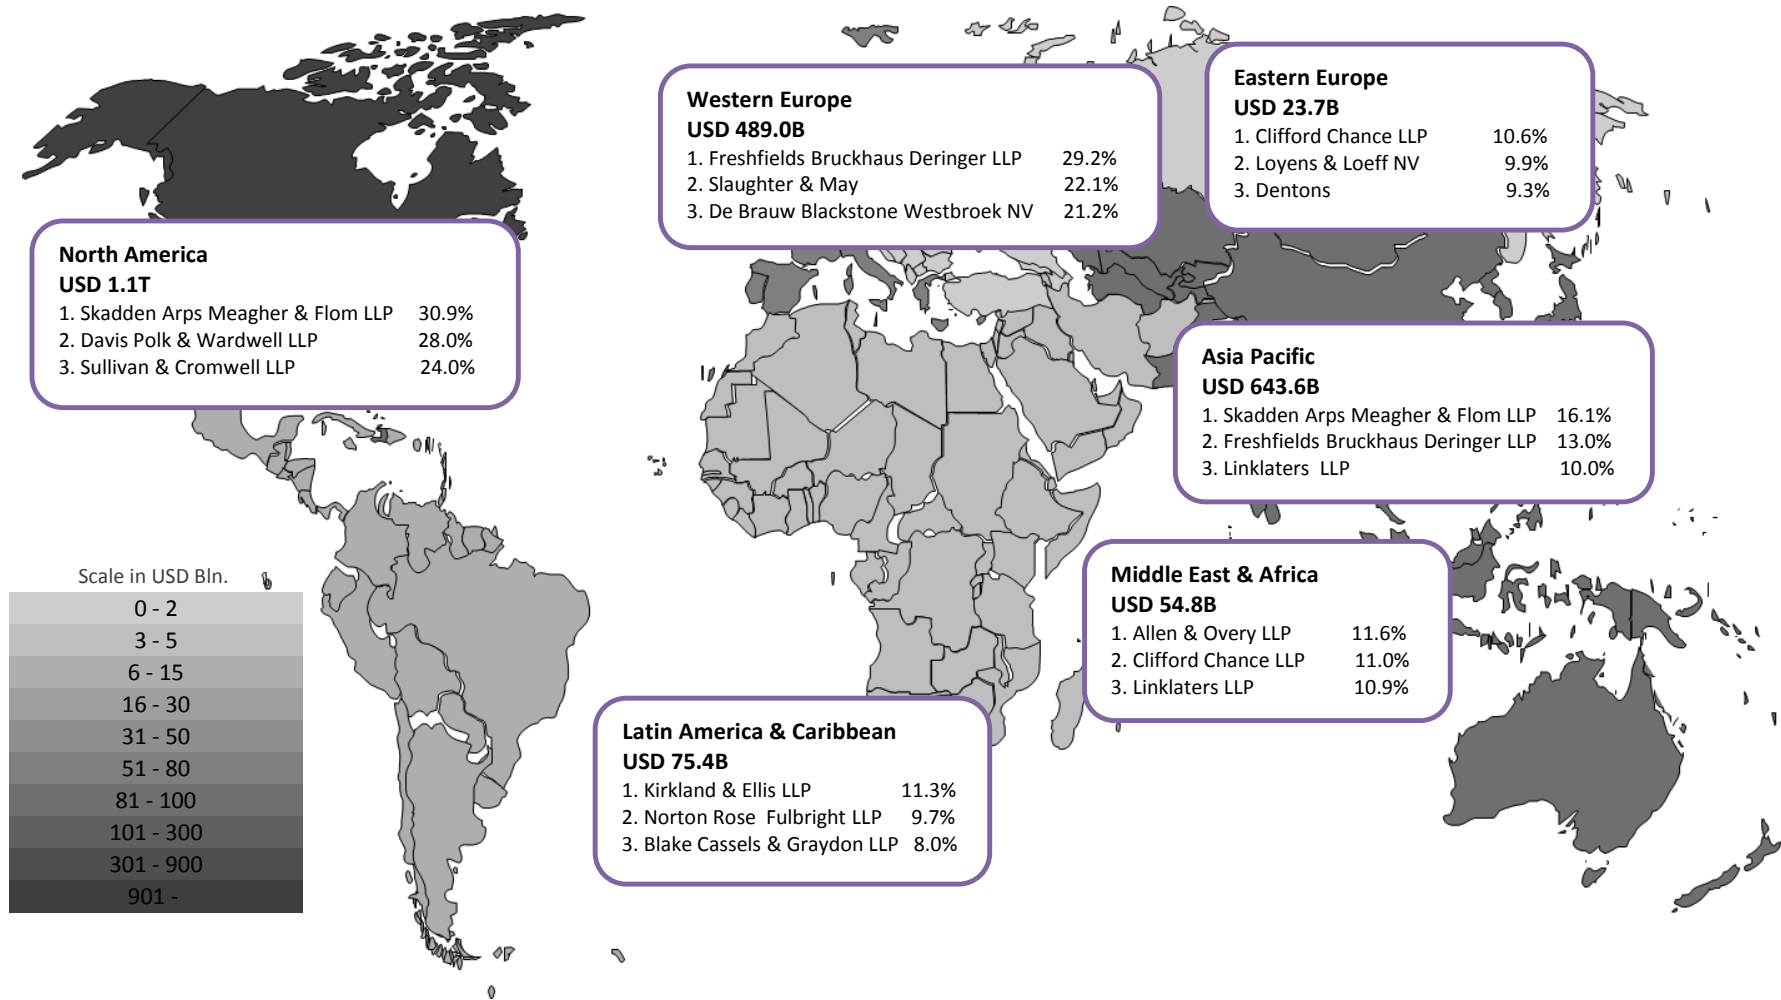 Western Europe
USD 489.0B
1. Freshfields Bruckhaus Deringer LLP 29.2%
2. Slaughter & May 22.1%
3. De Brauw Blackstone Westbroek NV 21.2%
Eastern Europe
USD 23.7B
1. Clifford Chance LLP 10.6%
2. Loyens & Loeff NV 9.9%
3. Dentons 9.3%
North America
USD 1.1T
1. Skadden Arps Meagher & Flom LLP 30.9%
2. Davis Polk & Wardwell LLP 28.0%
3. Sullivan & Cromwell LLP 24.0%
Asia Pacific
USD 643.6B
1. Skadden Arps Meagher & Flom LLP 16.1%
2. Freshfields Bruckhaus Deringer LLP 13.0%
3. Linklaters LLP 10.0%
Middle East & Africa
USD 54.8B
1. Allen & Overy LLP 11.6%
2. Clifford Chance LLP 11.0%
3. Linklaters LLP 10.9%
Latin America & Caribbean
USD 75.4B
1. Kirkland & Ellis LLP 11.3%
2. Norton Rose Fulbright LLP 9.7%
3. Blake Cassels & Graydon LLP 8.0%
Scale in USD Bln.
0 - 2
3 - 5
6 - 15
16 - 30
31 - 50
51 - 80
81 - 100
101 - 300
301 - 900
901 -